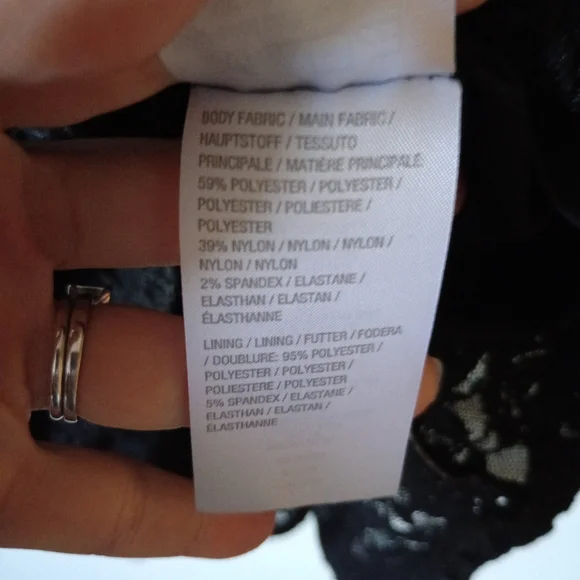 BODY FABRIC / MAIN FABRIC /
HAUPTSTOFF / TESSUTO
PRINCIPALE / MATIÈRE PRINCIPALE:
59% POLYESTER / POLYESTER /
POLYESTER / POLIESTERE /
POLYESTER
39% NYLON / NYLON / NYLON /
NYLON / NYLON
2% SPANDEX / ELASTANE /
ELASTHAN / ELASTAN /
ÉLASTHANNE
LINING / LINING / FUTTER / FODERA
/ DOUBLURE: 95% POLYESTER /
POLYESTER / POLYESTER /
POLIESTERE / POLYESTER
5% SPANDEX / ELASTANE /
ELASTHAN / ELASTAN /
ÉLASTHANNE